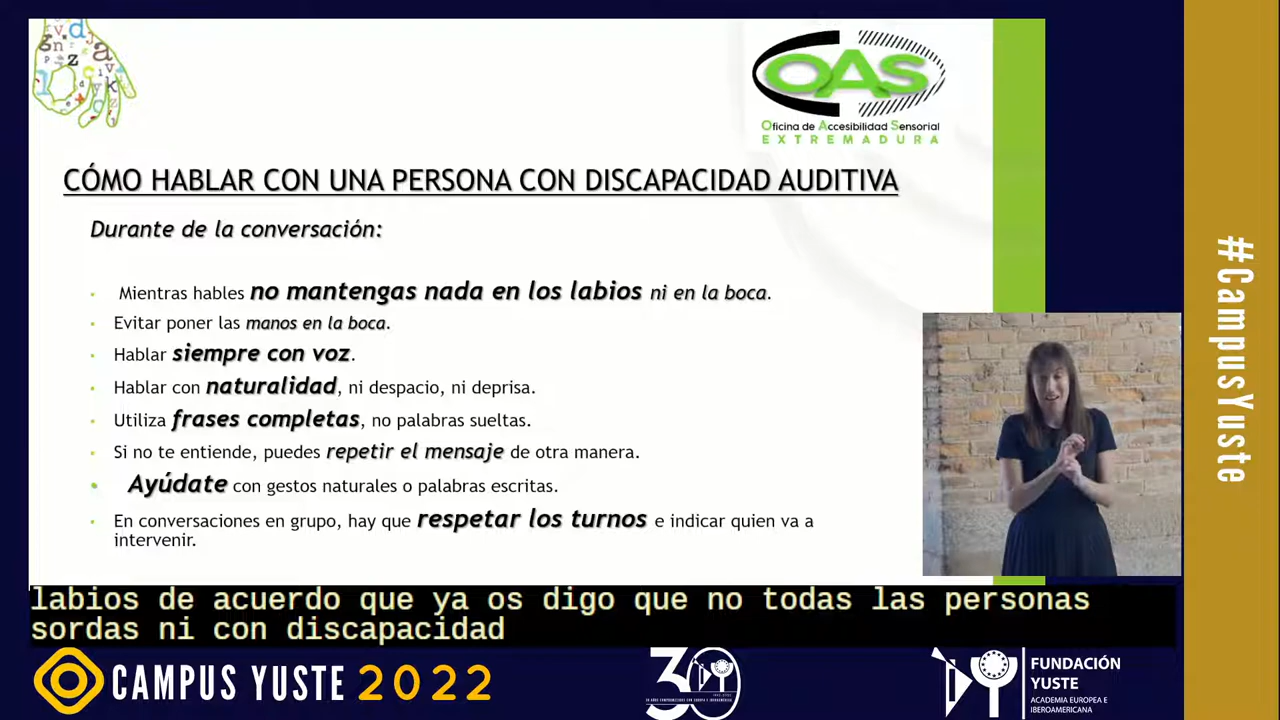 OAS
Oficina de Accesibilidad Sensorial
EXTREMADURA
CÓMO HABLAR CON UNA PERSONA CON DISCAPACIDAD AUDITIVA
Durante de la conversación:
Mientras hables no mantengas nada en los labios ni en la boca.
Evitar poner las manos en la boca.
Hablar siempre con voz.
Hablar con naturalidad, ni despacio, ni deprisa.
Utiliza frases completas, no palabras sueltas.
Si no te entiende, puedes repetir el mensaje de otra manera.
Ayúdate con gestos naturales o palabras escritas.
En conversaciones en grupo, hay que respetar los turnos e indicar quien va a
intervenir.
#CampusYuste
labios de acuerdo que ya os digo que no todas las personas
sordas ni con discapacidad
CAMPUS YUSTE 2022
30
FUNDACIÓN
YUSTE
ACADEMIA EUROPEA E
IBEROAMERICANA